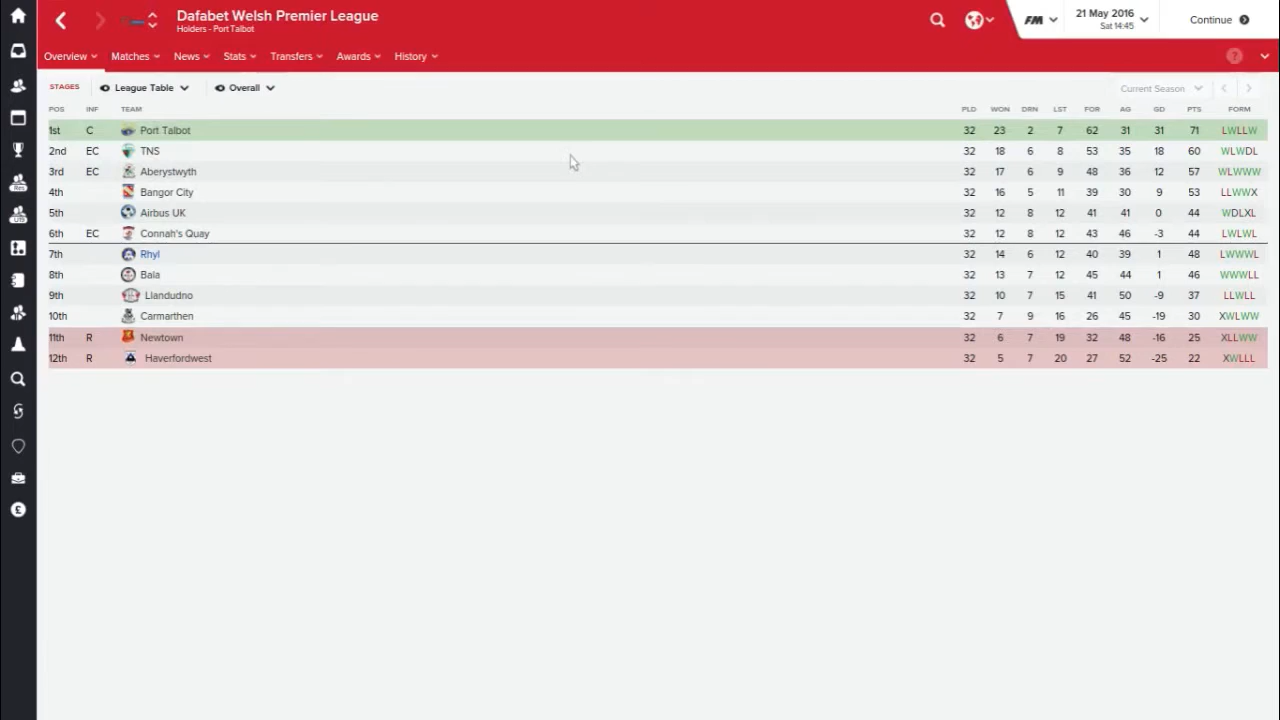 Dafabet Welsh Premier League
Holders - Port Talbot
FM
21 May 2016
Sat 14:45
Continue
Overview Matches News Stats Transfers Awards History ?
STAGES League Table Overall Current Season
POS INF TEAM PLD WON DRN LST FOR AG GD PTS FORM
1st C Port Talbot 32 23 2 7 62 31 31 71 LWLLW
2nd EC TNS 32 18 6 8 53 35 18 60 WLWDL
3rd EC Aberystwyth 32 17 6 9 48 36 12 57 WLWWW
4th Bangor City 32 16 5 11 39 30 9 53 LLWWX
5th Airbus UK 32 12 8 12 41 41 0 44 WDLXL
6th EC Connah's Quay 32 12 8 12 43 46 -3 44 LWLWL
7th Rhyl 32 14 6 12 40 39 1 48 LWWWL
8th Bala 32 13 7 12 45 44 1 46 WWWLL
9th Llandudno 32 10 7 15 41 50 -9 37 LLWLL
10th Carmarthen 32 7 9 16 26 45 -19 30 XWLWW
11th R Newtown 32 6 7 19 32 48 -16 25 XLLWW
12th R Haverfordwest 32 5 7 20 27 52 -25 22 XWLLL